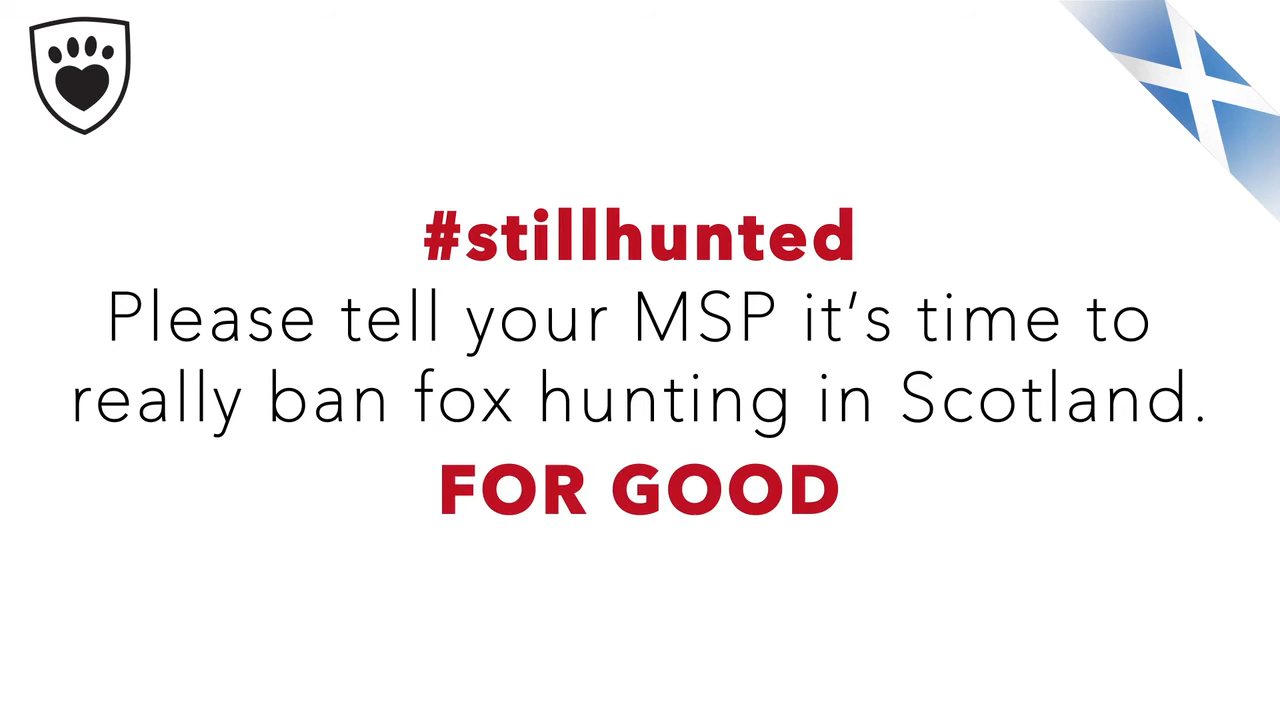 #stillhunted
Please tell your MSP it’s time to
really ban fox hunting in Scotland.
FOR GOOD